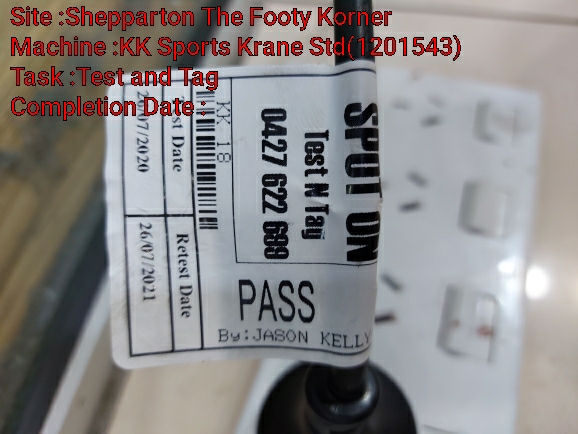 Site :Shepparton The Footy Korner
Machine :KK Sports Krane Std(1201543)
Task :Test and Tag
Completion Date :
SPOT ON
Test N Tag
0427 622 688
KK 18
Date
07/2020
Retest Date
26/07/2021
PASS
By:JASON KELLY